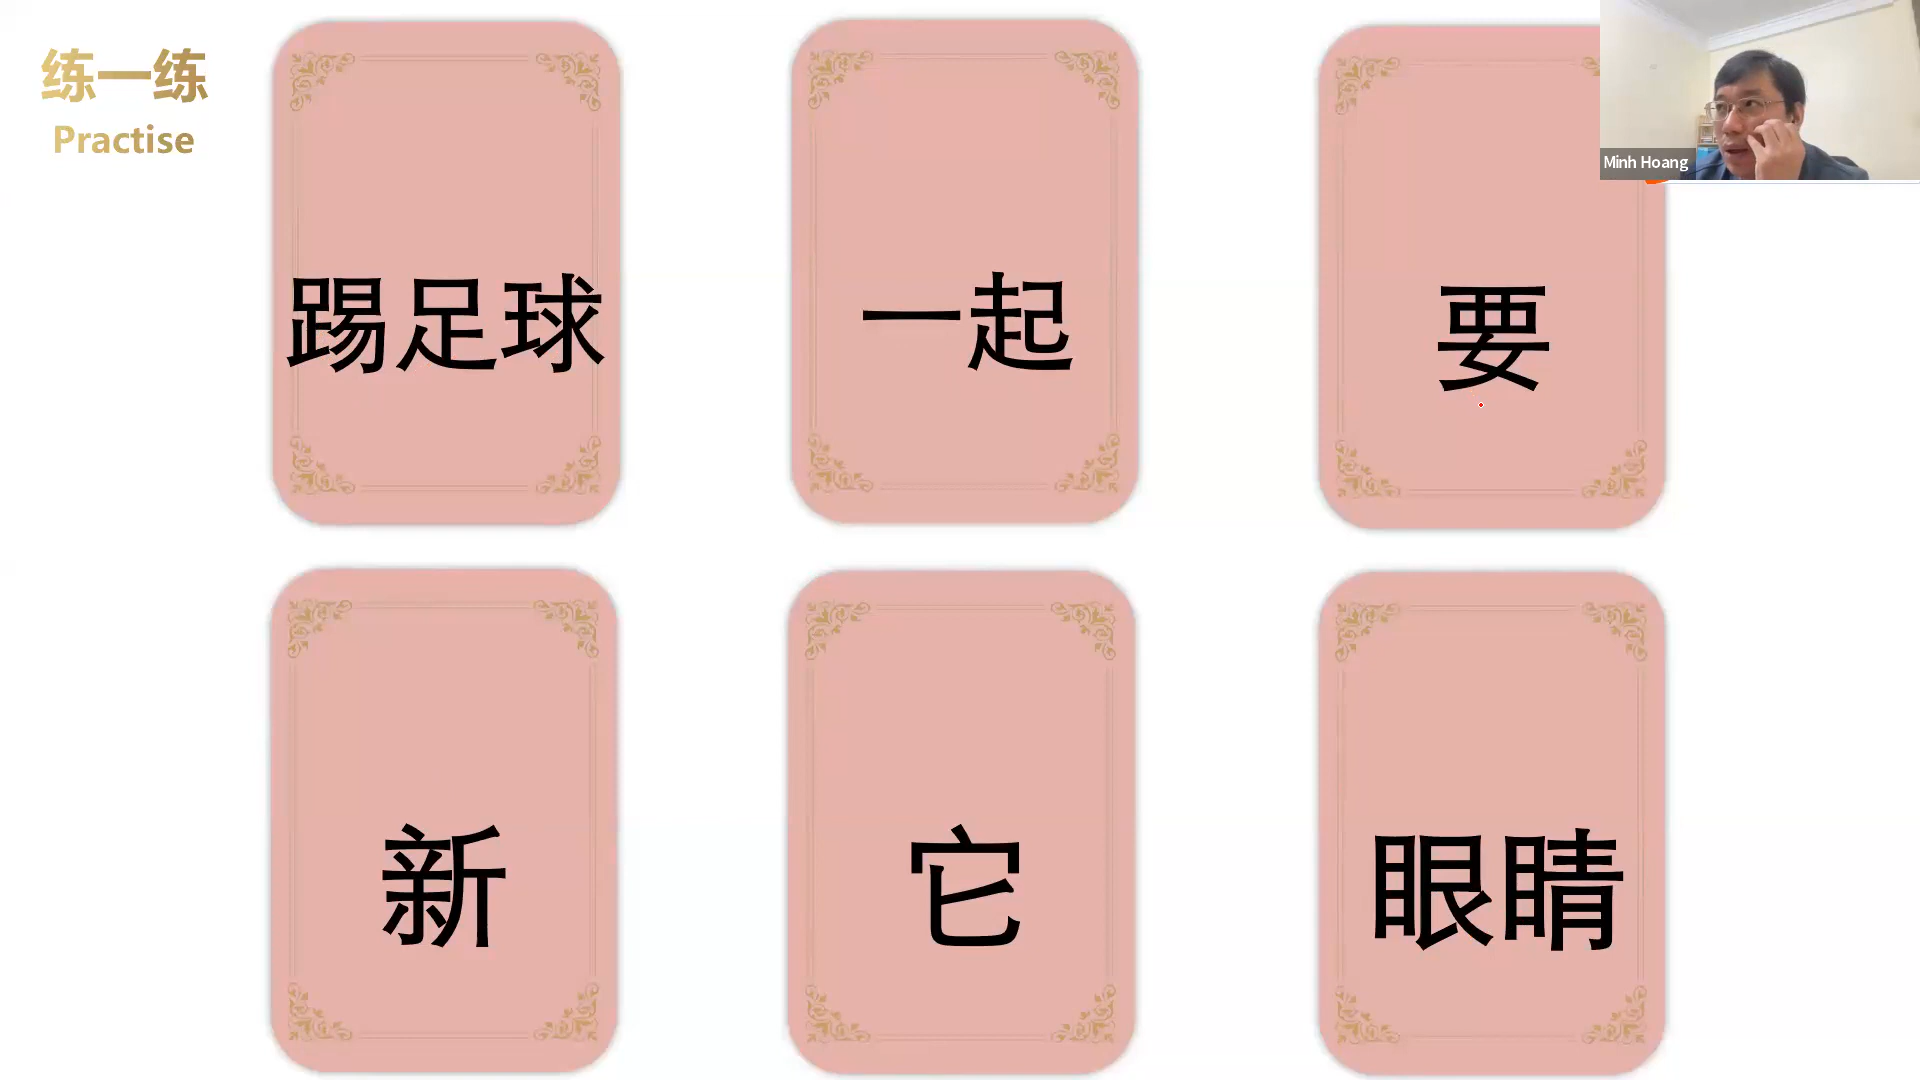 练一练
Practise
踢足球
一起
要
Minh Hoang
新
它
眼睛